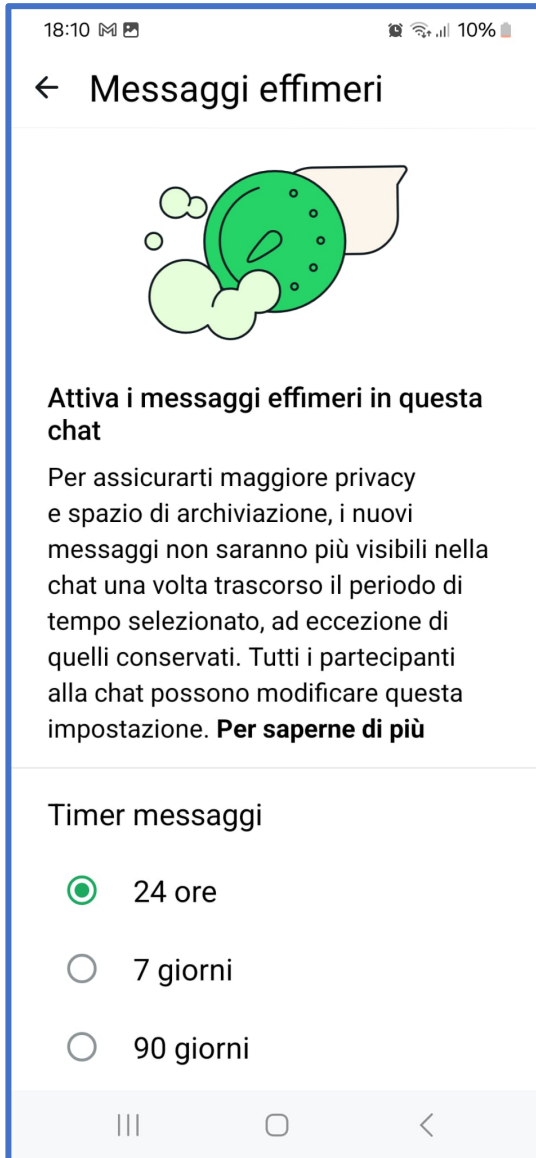 18:10
10%
Messaggi effimeri
Attiva i messaggi effimeri in questa
chat
Per assicurarti maggiore privacy
e spazio di archiviazione, i nuovi
messaggi non saranno più visibili nella
chat una volta trascorso il periodo di
tempo selezionato, ad eccezione di
quelli conservati. Tutti i partecipanti
alla chat possono modificare questa
impostazione. Per saperne di più
Timer messaggi
24 ore
7 giorni
90 giorni